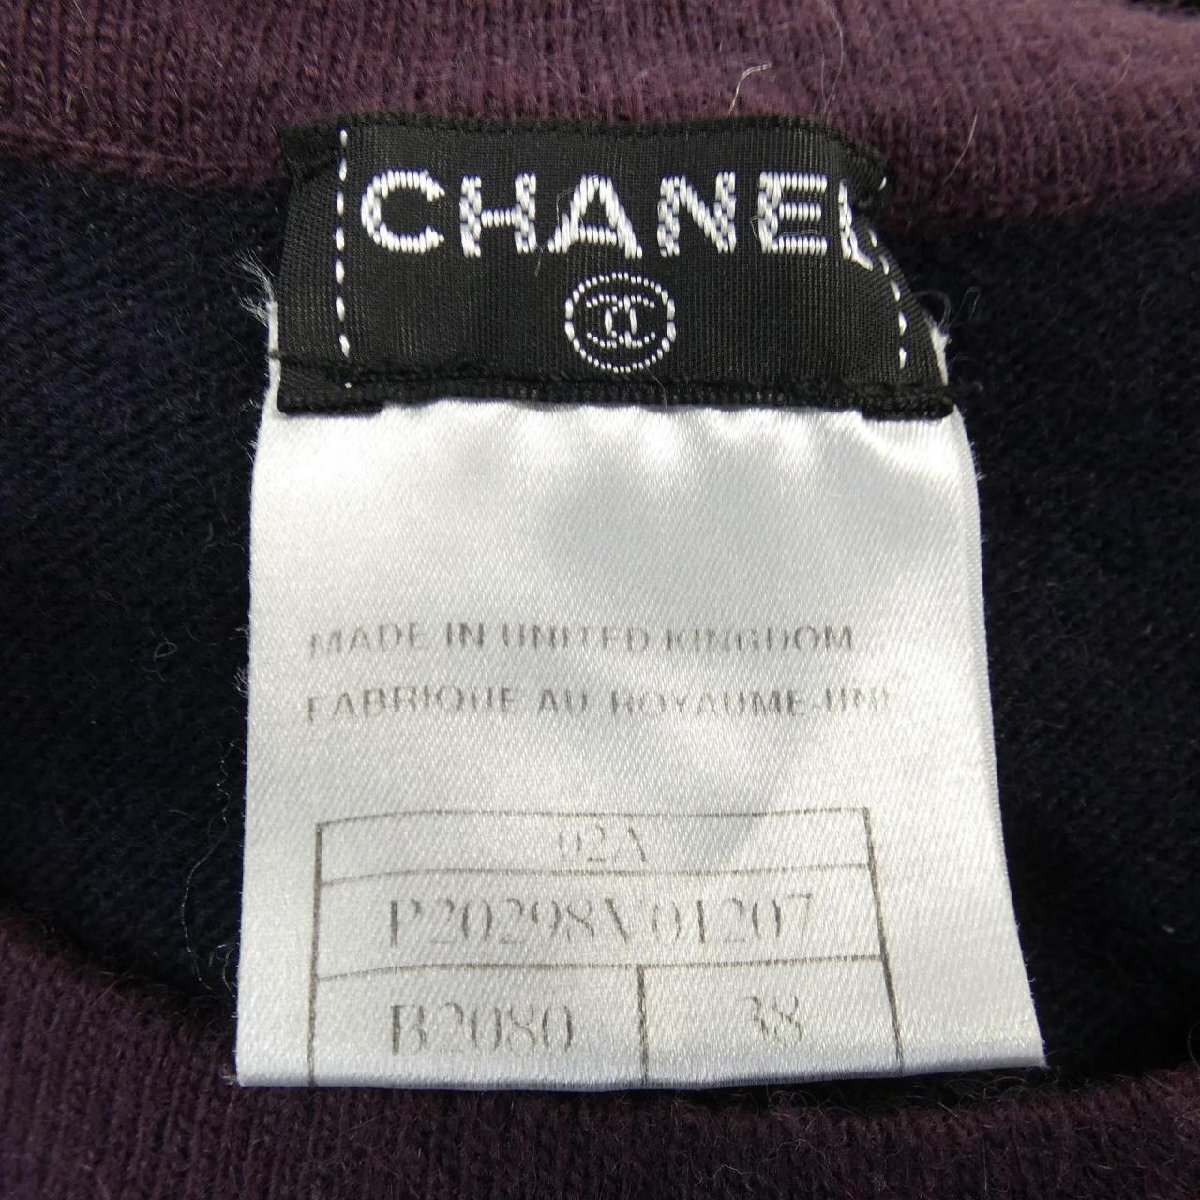 CHANEL
MADE IN UNITED KINGDOM
FABRIQUE AU ROYAUME-UNI
02A
P20298V01207
B2080 38